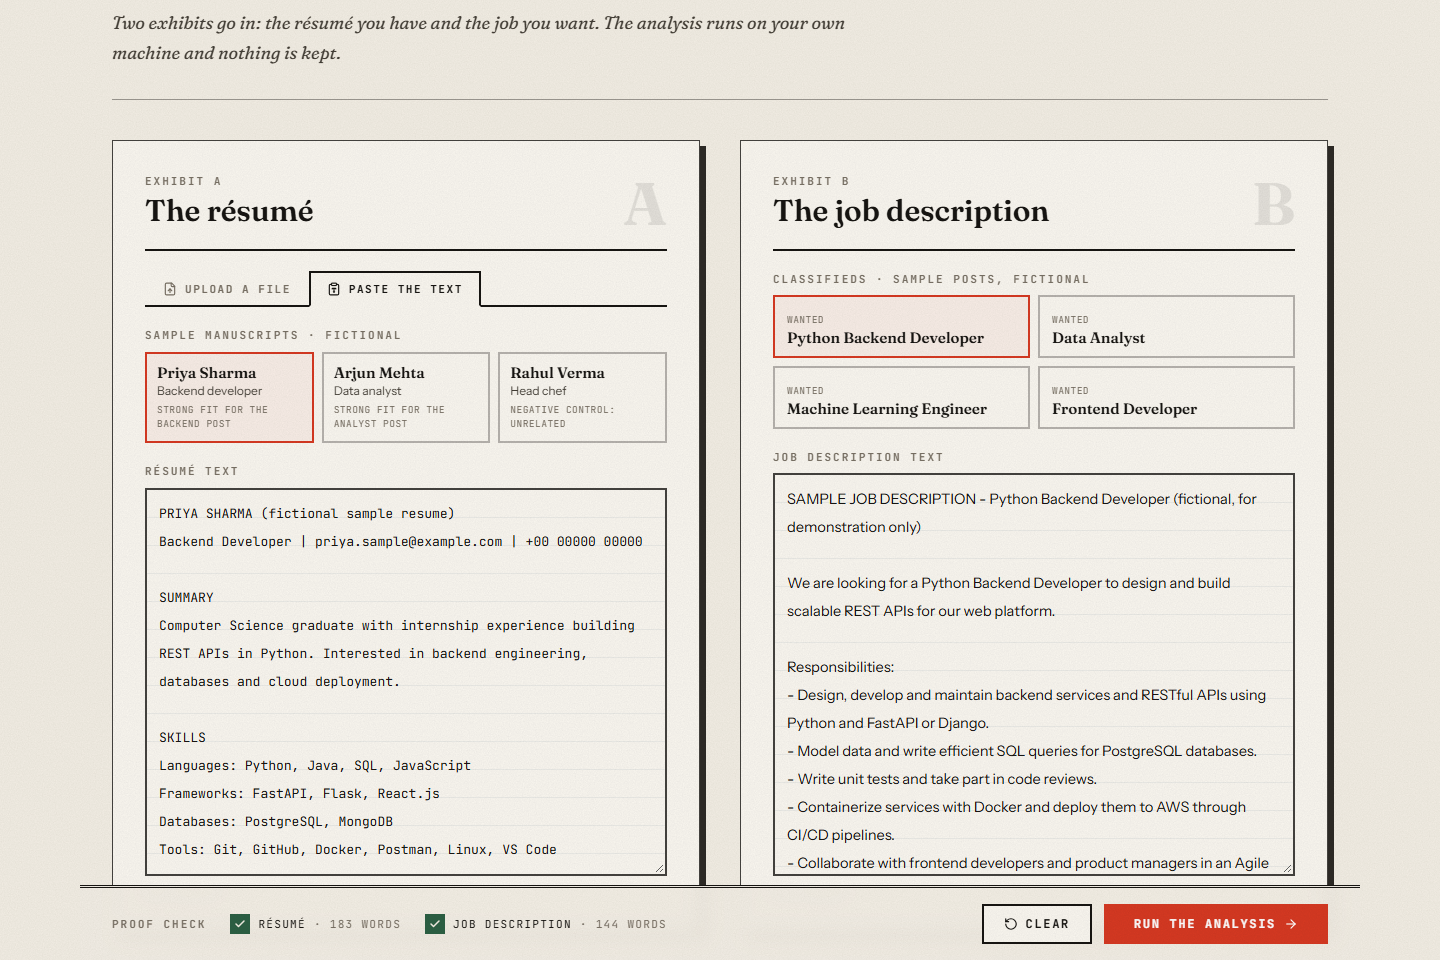 Two exhibits go in: the résumé you have and the job you want. The analysis runs on your own
machine and nothing is kept.
EXHIBIT A
The résumé
A
UPLOAD A FILE
PASTE THE TEXT
SAMPLE MANUSCRIPTS · FICTIONAL
Priya Sharma
Backend developer
STRONG FIT FOR THE
BACKEND POST
Arjun Mehta
Data analyst
STRONG FIT FOR THE
ANALYST POST
Rahul Verma
Head chef
NEGATIVE CONTROL:
UNRELATED
RÉSUMÉ TEXT
PRIYA SHARMA (fictional sample resume)
Backend Developer | priya.sample@example.com | +00 00000 00000
SUMMARY
Computer Science graduate with internship experience building
REST APIs in Python. Interested in backend engineering,
databases and cloud deployment.
SKILLS
Languages: Python, Java, SQL, JavaScript
Frameworks: FastAPI, Flask, React.js
Databases: PostgreSQL, MongoDB
Tools: Git, GitHub, Docker, Postman, Linux, VS Code
EXHIBIT B
The job description
B
CLASSIFIEDS · SAMPLE POSTS, FICTIONAL
WANTED
Python Backend Developer
WANTED
Data Analyst
WANTED
Machine Learning Engineer
WANTED
Frontend Developer
JOB DESCRIPTION TEXT
SAMPLE JOB DESCRIPTION - Python Backend Developer (fictional, for
demonstration only)
We are looking for a Python Backend Developer to design and build
scalable REST APIs for our web platform.
Responsibilities:
- Design, develop and maintain backend services and RESTful APIs using
Python and FastAPI or Django.
- Model data and write efficient SQL queries for PostgreSQL databases.
- Write unit tests and take part in code reviews.
- Containerize services with Docker and deploy them to AWS through
CI/CD pipelines.
- Collaborate with frontend developers and product managers in an Agile
PROOF CHECK
RÉSUMÉ · 183 WORDS
JOB DESCRIPTION · 144 WORDS
CLEAR
RUN THE ANALYSIS →